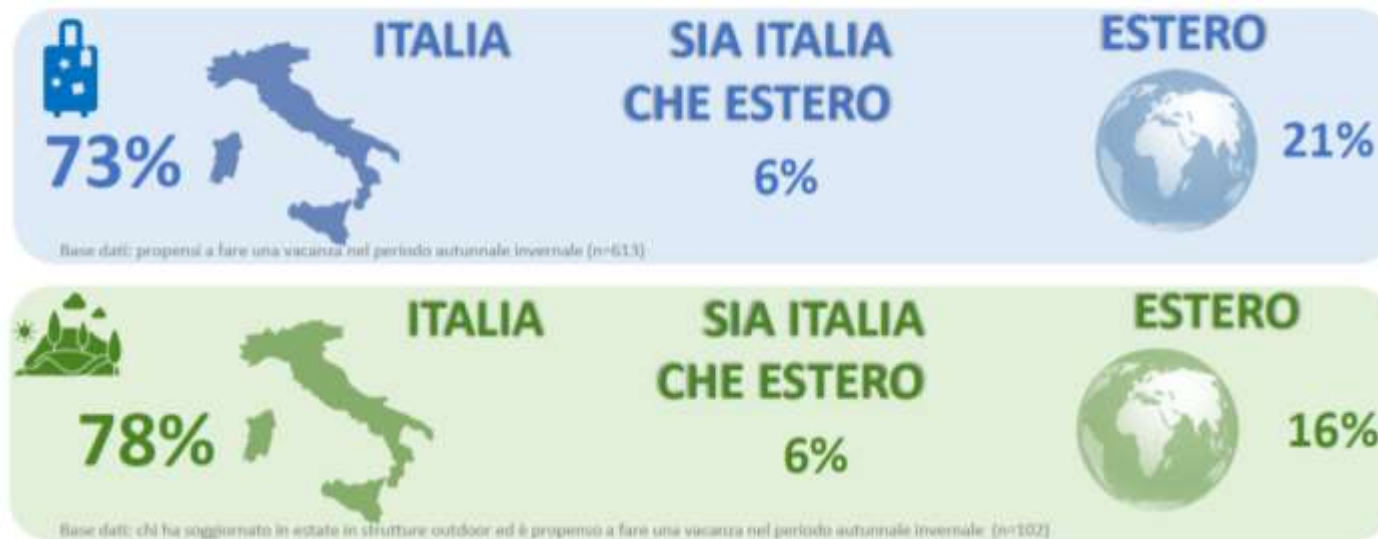 ITALIA
SIA ITALIA
CHE ESTERO
ESTERO
73%
6%
21%
Base dati: propensi a fare una vacanza nel periodo autunnale invernale (n=613)
ITALIA
SIA ITALIA
CHE ESTERO
ESTERO
78%
6%
16%
Base dati: chi ha soggiornato in estate in strutture outdoor ed è propenso a fare una vacanza nel periodo autunnale invernale (n=102)